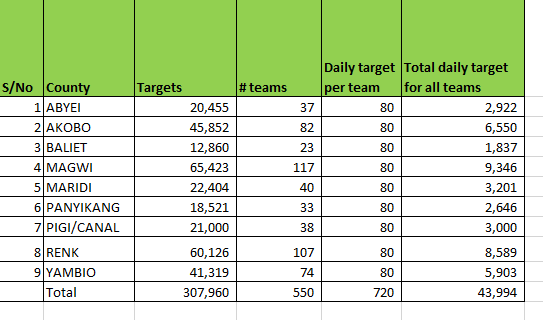 Daily target Total daily target
S/No County Targets # teams per team for all teams
1 ABYEI 20,455 37 80 2,922
2 AKOBO 45,852 82 80 6,550
3 BALIET 12,860 23 80 1,837
4 MAGWI 65,423 117 80 9,346
5 MARIDI 22,404 40 80 3,201
6 PANYIKANG 18,521 33 80 2,646
7 PIGI/CANAL 21,000 38 80 3,000
8 RENK 60,126 107 80 8,589
9 YAMBIO 41,319 74 80 5,903
Total 307,960 550 720 43,994